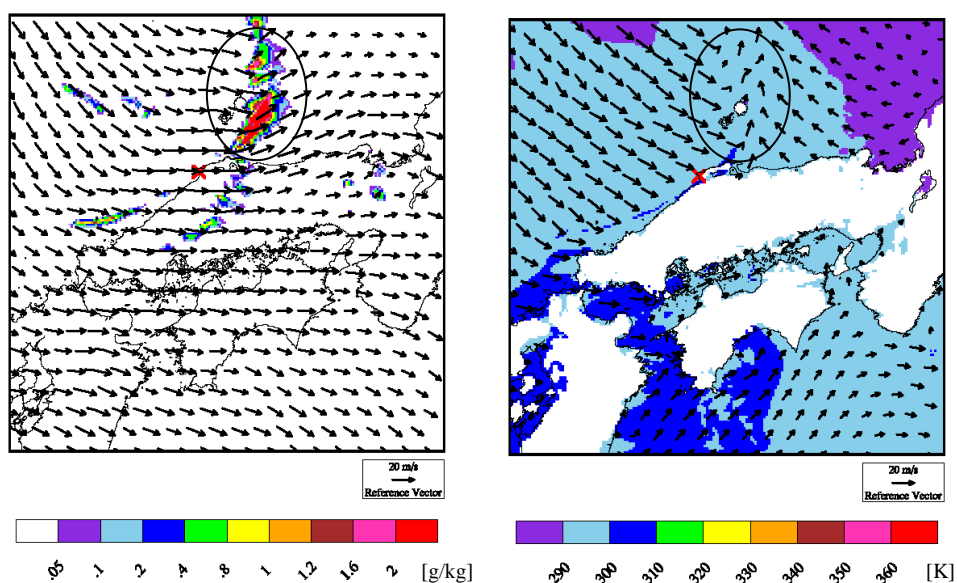 20 m/s
Reference Vector
20 m/s
Reference Vector
.05 .1 .2 .4 .8 1 1.2 1.6 2 [g/kg]
290 300 310 320 330 340 350 360 [K]